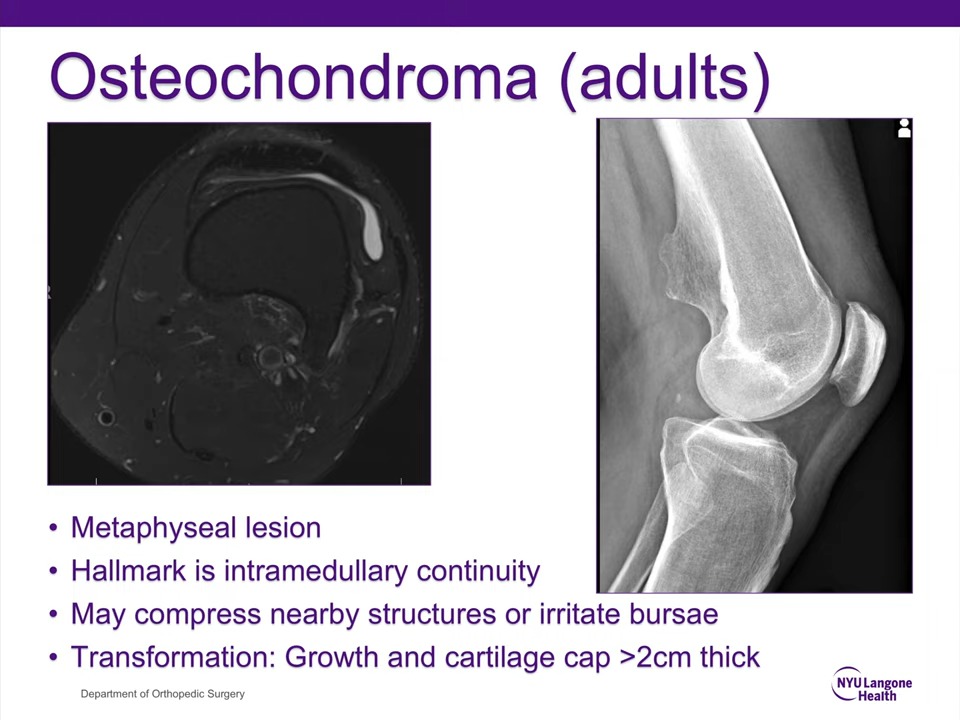 Osteochondroma (adults)
• Metaphyseal lesion
• Hallmark is intramedullary continuity
• May compress nearby structures or irritate bursae
• Transformation: Growth and cartilage cap >2cm thick
Department of Orthopedic Surgery
NYU Langone
Health